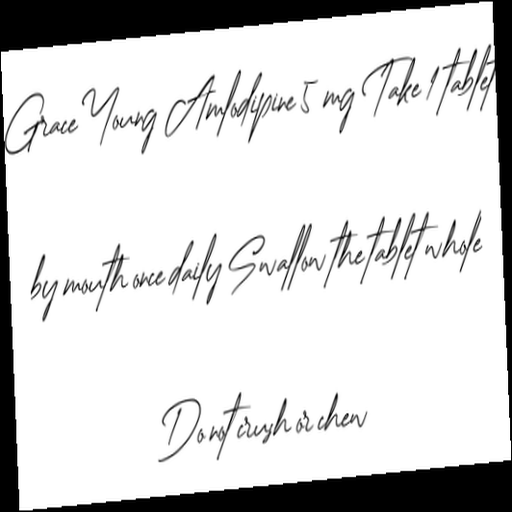 Grace Young Amlodipine 5 mg Take 1 tablet
by mouth once daily Swallow the tablet whole
Do not crush or chew